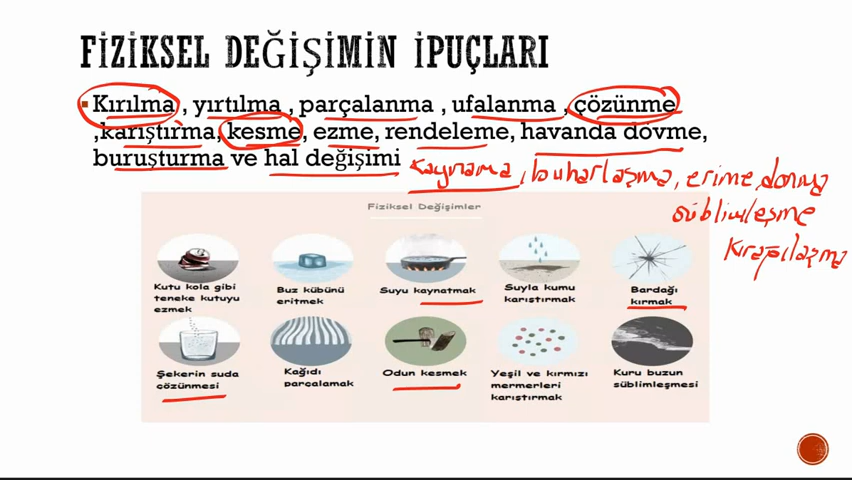 FİZİKSEL DEĞİŞİMİN İPUÇLARI
Kırılma , yırtılma , parçalanma , ufalanma , çözünme
,karıştırma, kesme, ezme, rendeleme, havanda dövme,
buruşturma ve hal değişimi
kaynama, buharlaşma, erime, donma
süblimleşme
kırağılaşma
Fiziksel Değişimler
Kutu kola gibi
teneke kutuyu
ezmek
Buz kübünü
eritmek
Suyu kaynatmak
Suyla kumu
karıştırmak
Bardağı
kırmak
Şekerin suda
çözünmesi
Kağıdı
parçalamak
Odun kesmek
Yeşil ve kırmızı
mermerleri
karıştırmak
Kuru buzun
süblimleşmesi